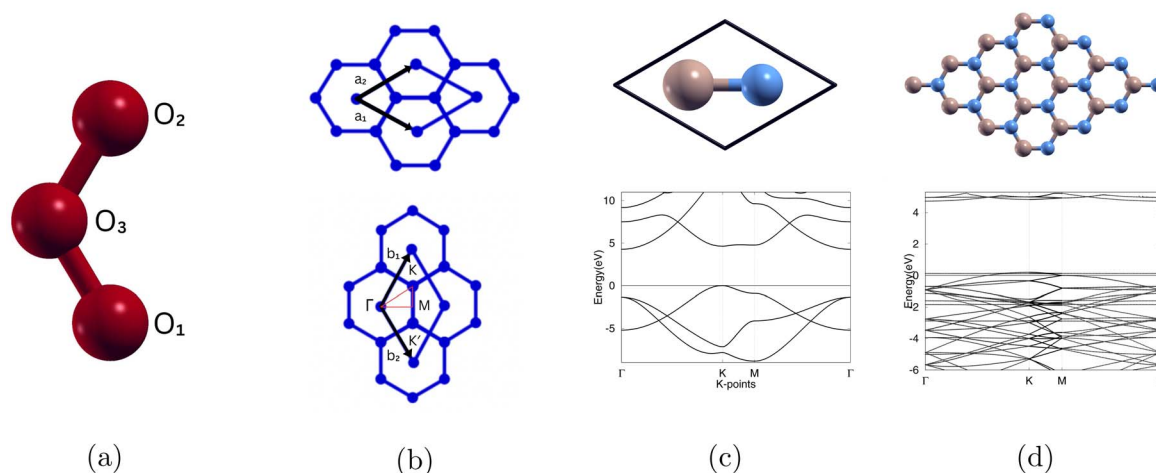 O₂
O₃
O₁
(a)
a₂
a₁
b₁
K
Γ
M
K′
b₂
(b)
10
5
0
-5
Energy(eV)
Γ
K
M
Γ
K-points
(c)
4
2
0
-2
-4
-6
Energy(eV)
Γ
K
M
(d)